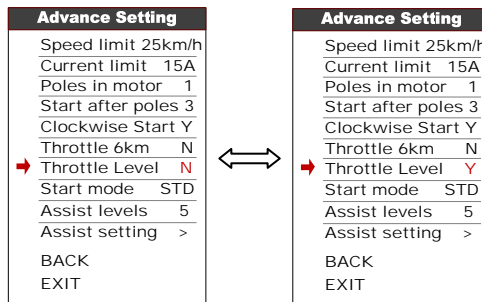 Advance Setting
Speed limit 25km/h
Current limit 15A
Poles in motor 1
Start after poles 3
Clockwise Start Y
Throttle 6km N
Throttle Level N
Start mode STD
Assist levels 5
Assist setting >
BACK
EXIT
Advance Setting
Speed limit 25km/h
Current limit 15A
Poles in motor 1
Start after poles 3
Clockwise Start Y
Throttle 6km N
Throttle Level Y
Start mode STD
Assist levels 5
Assist setting >
BACK
EXIT